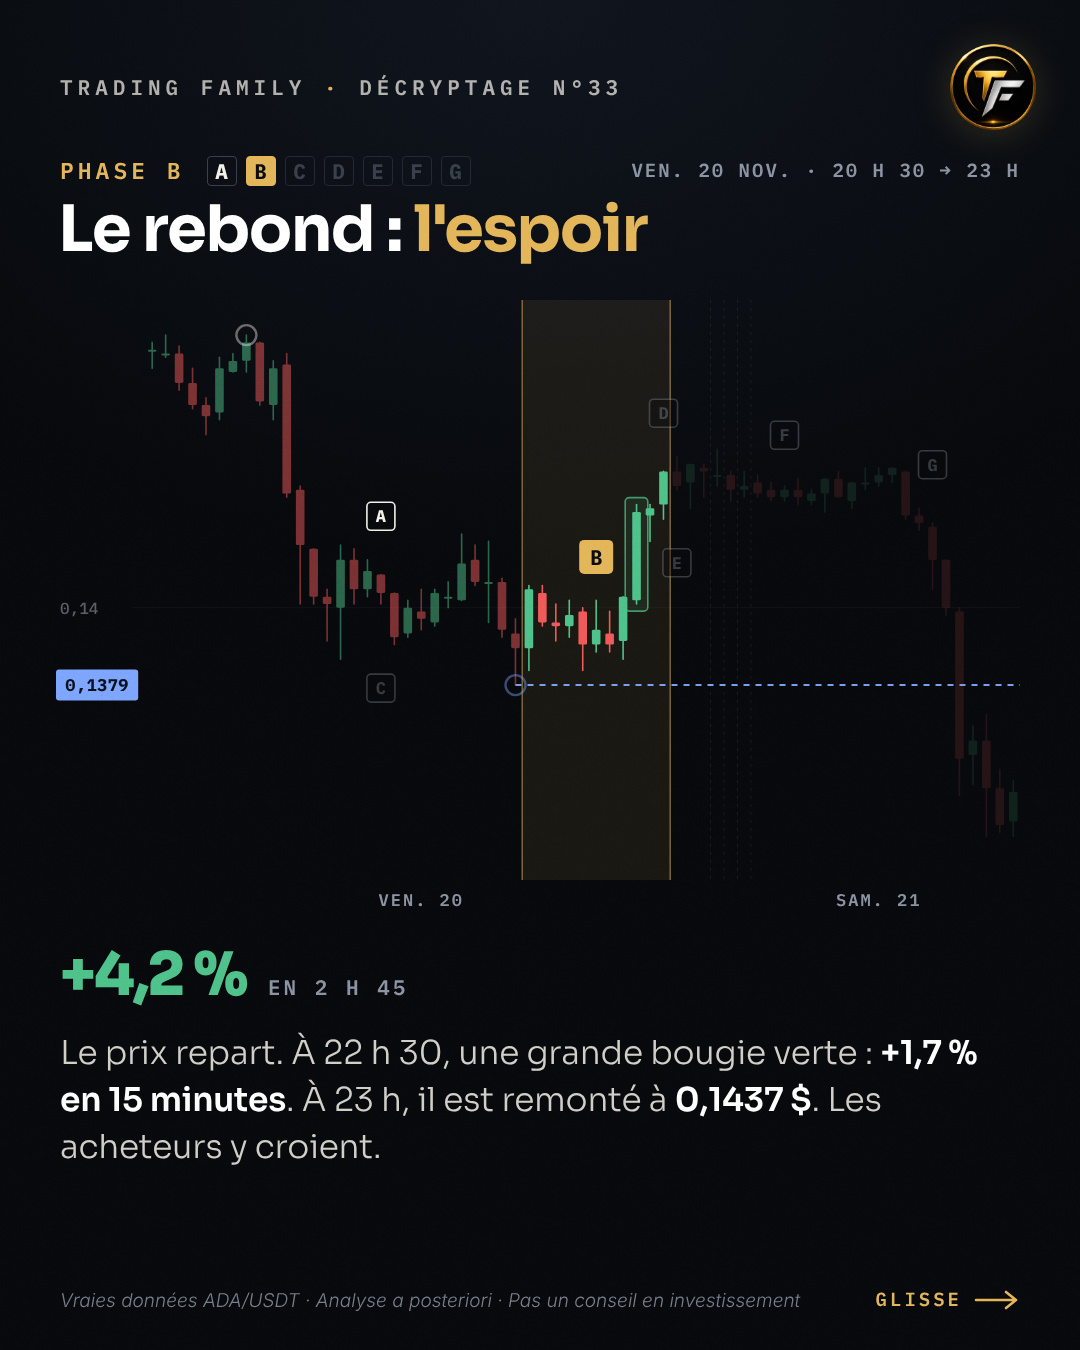 TRADING FAMILY · DÉCRYPTAGE N°33
TF
PHASE B A B C D E F G
VEN. 20 NOV. · 20 H 30 → 23 H
Le rebond : l'espoir
D
F
G
A
B
E
0,14
0,1379
C
VEN. 20
SAM. 21
+4,2 % EN 2 H 45
Le prix repart. À 22 h 30, une grande bougie verte : +1,7 %
en 15 minutes. À 23 h, il est remonté à 0,1437 $. Les
acheteurs y croient.
Vraies données ADA/USDT · Analyse a posteriori · Pas un conseil en investissement
GLISSE →